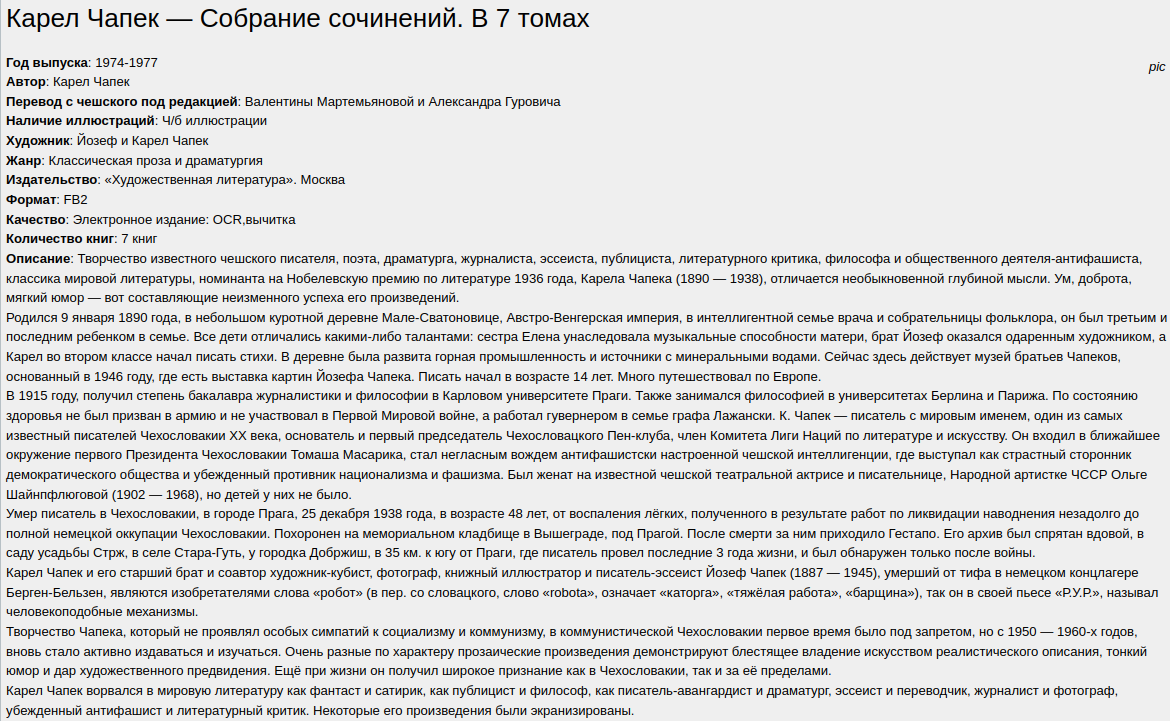 Карел Чапек — Собрание сочинений. В 7 томах
Год выпуска: 1974-1977
pic
Автор: Карел Чапек
Перевод с чешского под редакцией: Валентины Мартемьяновой и Александра Гуровича
Наличие иллюстраций: Ч/б иллюстрации
Художник: Йозеф и Карел Чапек
Жанр: Классическая проза и драматургия
Издательство: «Художественная литература». Москва
Формат: FB2
Качество: Электронное издание: OCR,вычитка
Количество книг: 7 книг
Описание: Творчество известного чешского писателя, поэта, драматурга, журналиста, эссеиста, публициста, литературного критика, философа и общественного деятеля-антифашиста,
классика мировой литературы, номинанта на Нобелевскую премию по литературе 1936 года, Карела Чапека (1890 — 1938), отличается необыкновенной глубиной мысли. Ум, доброта,
мягкий юмор — вот составляющие неизменного успеха его произведений.
Родился 9 января 1890 года, в небольшом куротной деревне Мале-Сватоновице, Австро-Венгерская империя, в интеллигентной семье врача и собрательницы фольклора, он был третьим и
последним ребенком в семье. Все дети отличались какими-либо талантами: сестра Елена унаследовала музыкальные способности матери, брат Йозеф оказался одаренным художником, а
Карел во втором классе начал писать стихи. В деревне была развита горная промышленность и источники с минеральными водами. Сейчас здесь действует музей братьев Чапеков,
основанный в 1946 году, где есть выставка картин Йозефа Чапека. Писать начал в возрасте 14 лет. Много путешествовал по Европе.
В 1915 году, получил степень бакалавра журналистики и философии в Карловом университете Праги. Также занимался философией в университетах Берлина и Парижа. По состоянию
здоровья не был призван в армию и не участвовал в Первой Мировой войне, а работал гувернером в семье графа Лажански. К. Чапек — писатель с мировым именем, один из самых
известный писателей Чехословакии XX века, основатель и первый председатель Чехословацкого Пен-клуба, член Комитета Лиги Наций по литературе и искусству. Он входил в ближайшее
окружение первого Президента Чехословакии Томаша Масарика, стал негласным вождем антифашистски настроенной чешской интеллигенции, где выступал как страстный сторонник
демократического общества и убежденный противник национализма и фашизма. Был женат на известной чешской театральной актрисе и писательнице, Народной артистке ЧССР Ольге
Шайнпфлюговой (1902 — 1968), но детей у них не было.
Умер писатель в Чехословакии, в городе Прага, 25 декабря 1938 года, в возрасте 48 лет, от воспаления лёгких, полученного в результате работ по ликвидации наводнения незадолго до
полной немецкой оккупации Чехословакии. Похоронен на мемориальном кладбище в Вышеграде, под Прагой. После смерти за ним приходило Гестапо. Его архив был спрятан вдовой, в
саду усадьбы Стрж, в селе Стара-Гуть, у городка Добржиш, в 35 км. к югу от Праги, где писатель провел последние 3 года жизни, и был обнаружен только после войны.
Карел Чапек и его старший брат и соавтор художник-кубист, фотограф, книжный иллюстратор и писатель-эссеист Йозеф Чапек (1887 — 1945), умерший от тифа в немецком концлагере
Берген-Бельзен, являются изобретателями слова «робот» (в пер. со словацкого, слово «robota», означает «каторга», «тяжёлая работа», «барщина»), так он в своей пьесе «Р.У.Р.», называл
человекоподобные механизмы.
Творчество Чапека, который не проявлял особых симпатий к социализму и коммунизму, в коммунистической Чехословакии первое время было под запретом, но с 1950 — 1960-х годов,
вновь стало активно издаваться и изучаться. Очень разные по характеру прозаические произведения демонстрируют блестящее владение искусством реалистического описания, тонкий
юмор и дар художественного предвидения. Ещё при жизни он получил широкое признание как в Чехословакии, так и за её пределами.
Карел Чапек ворвался в мировую литературу как фантаст и сатирик, как публицист и философ, как писатель-авангардист и драматург, эссеист и переводчик, журналист и фотограф,
убежденный антифашист и литературный критик. Некоторые его произведения были экранизированы.